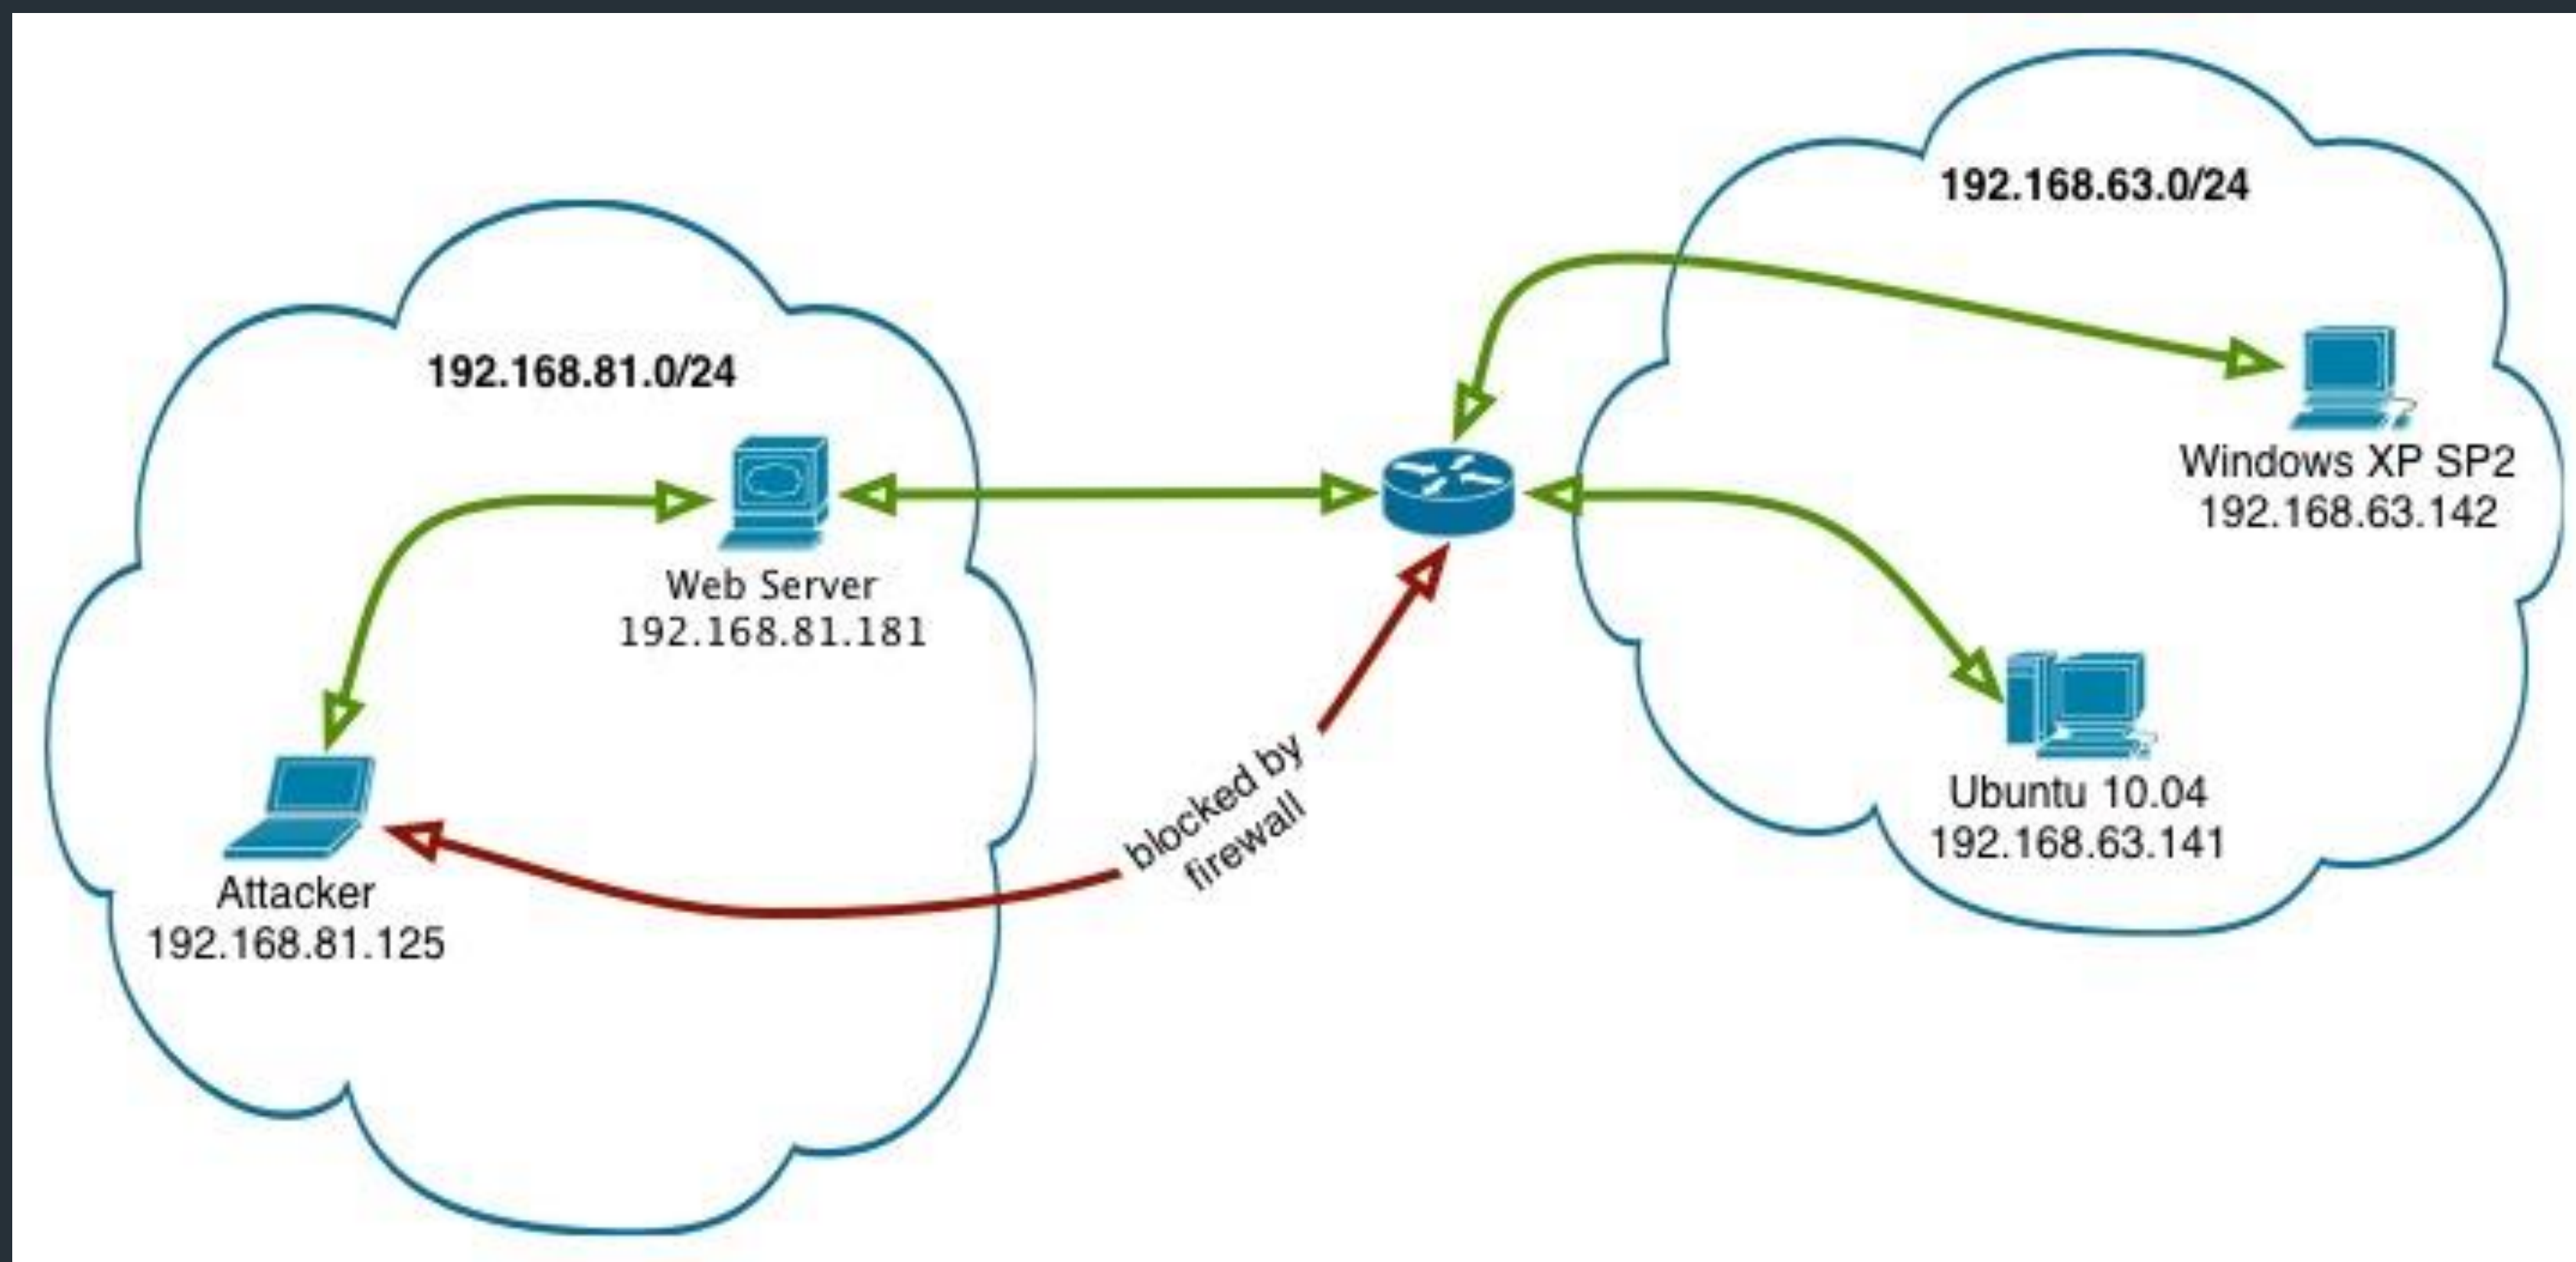 192.168.63.0/24
192.168.81.0/24
Windows XP SP2
192.168.63.142
Web Server
192.168.81.181
blocked by
firewall
Ubuntu 10.04
192.168.63.141
Attacker
192.168.81.125